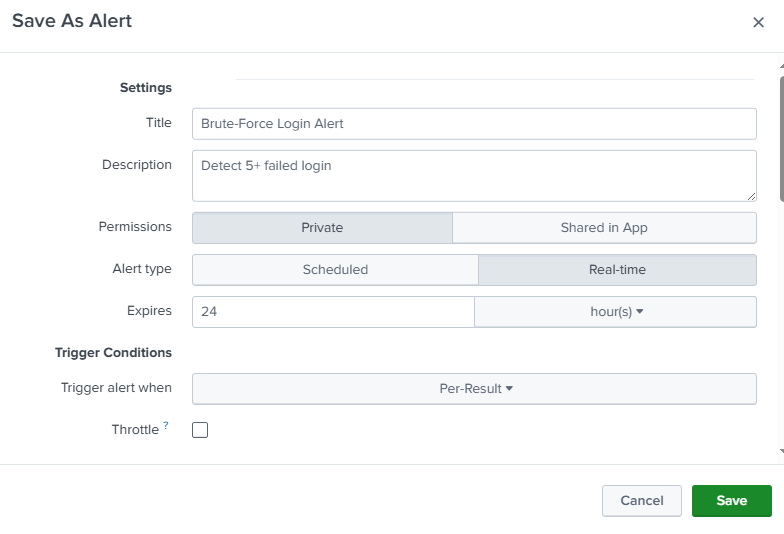 Save As Alert ×
Settings
Title Brute-Force Login Alert
Description Detect 5+ failed login
Permissions Private Shared in App
Alert type Scheduled Real-time
Expires 24 hour(s)
Trigger Conditions
Trigger alert when Per-Result
Throttle ?
Cancel Save